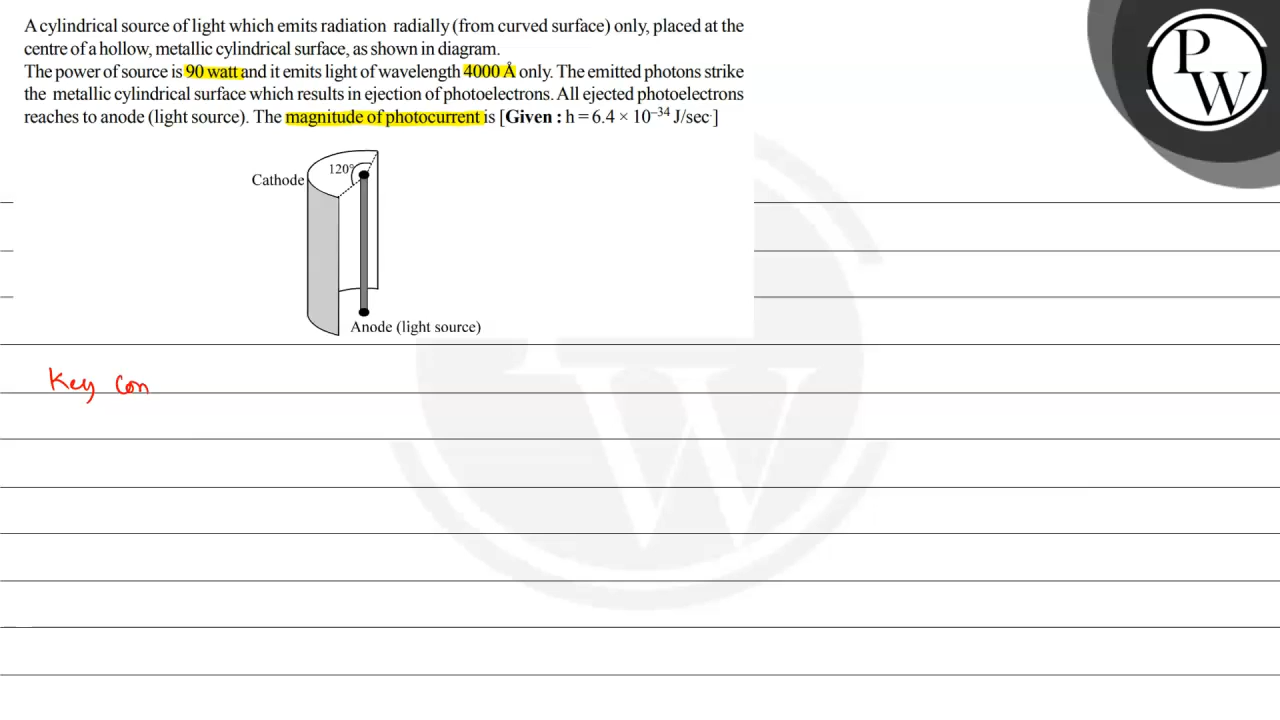 A cylindrical source of light which emits radiation radially (from curved surface) only, placed at the
centre of a hollow, metallic cylindrical surface, as shown in diagram.
The power of source is 90 watt and it emits light of wavelength 4000 Å only. The emitted photons strike
the metallic cylindrical surface which results in ejection of photoelectrons. All ejected photoelectrons
reaches to anode (light source). The magnitude of photocurrent is [Given : h = 6.4 × 10⁻³⁴ J/sec.]
120°
Cathode
Anode (light source)
Key Con
P
W